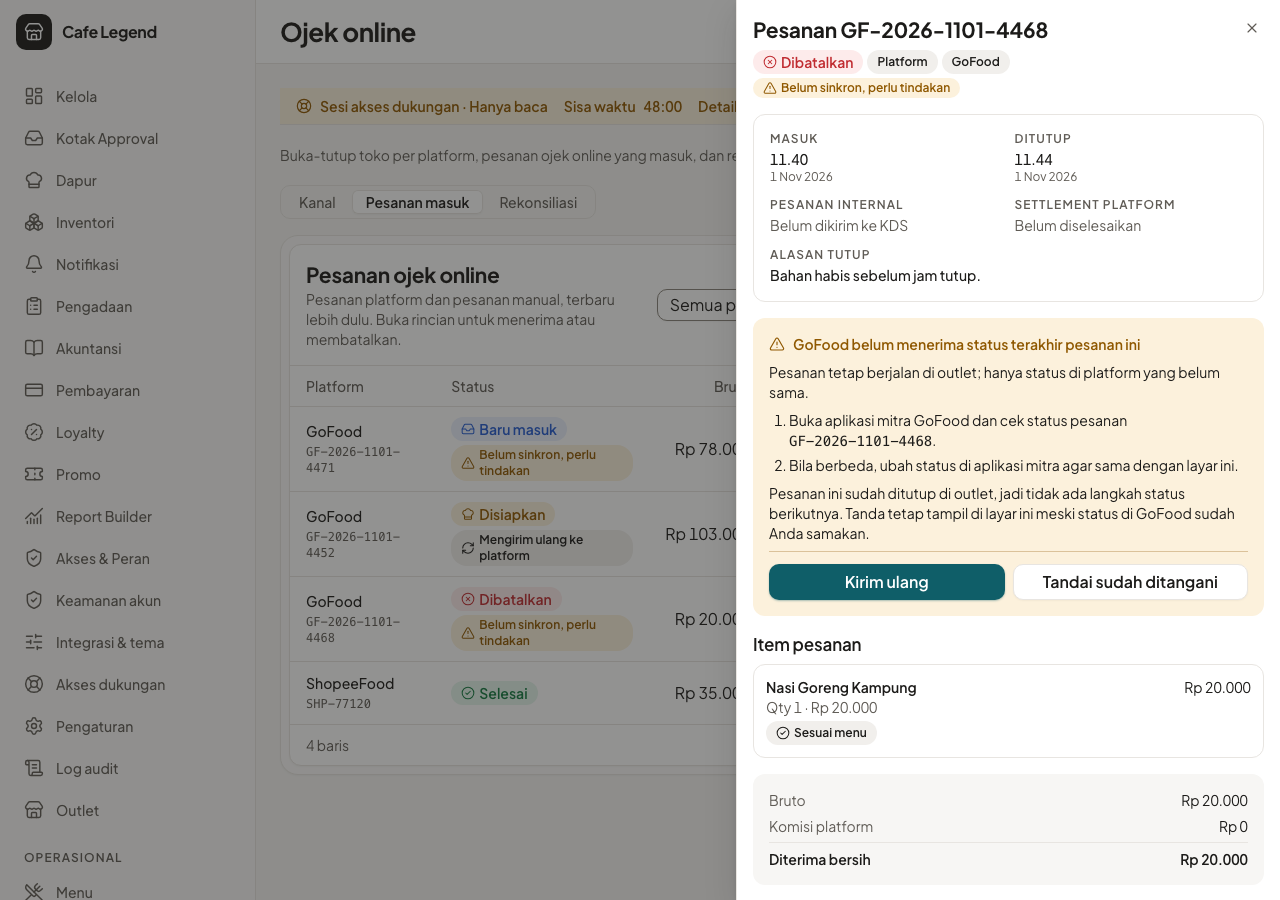 Cafe Legend
Kelola
Kotak Approval
Dapur
Inventori
Notifikasi
Pengadaan
Akuntansi
Pembayaran
Loyalty
Promo
Report Builder
Akses & Peran
Keamanan akun
Integrasi & tema
Akses dukungan
Pengaturan
Log audit
Outlet
OPERASIONAL
Menu
Ojek online
Sesi akses dukungan · Hanya baca Sisa waktu 48:00 Detail
Buka-tutup toko per platform, pesanan ojek online yang masuk, dan re
Kanal Pesanan masuk Rekonsiliasi
Pesanan ojek online
Pesanan platform dan pesanan manual, terbaru
lebih dulu. Buka rincian untuk menerima atau
membatalkan.
Semua p
Platform Status Bru
GoFood
GF-2026-1101-
4471
Baru masuk
Belum sinkron, perlu
tindakan
Rp 78.00
GoFood
GF-2026-1101-
4452
Disiapkan
Mengirim ulang ke
platform
Rp 103.00
GoFood
GF-2026-1101-
4468
Dibatalkan
Belum sinkron, perlu
tindakan
Rp 20.00
ShopeeFood
SHP-77120
Selesai
Rp 35.00
4 baris
Pesanan GF-2026-1101-4468
Dibatalkan Platform GoFood
Belum sinkron, perlu tindakan
MASUK
11.40
1 Nov 2026
DITUTUP
11.44
1 Nov 2026
PESANAN INTERNAL
Belum dikirim ke KDS
SETTLEMENT PLATFORM
Belum diselesaikan
ALASAN TUTUP
Bahan habis sebelum jam tutup.
GoFood belum menerima status terakhir pesanan ini
Pesanan tetap berjalan di outlet; hanya status di platform yang belum
sama.
1. Buka aplikasi mitra GoFood dan cek status pesanan
GF-2026-1101-4468.
2. Bila berbeda, ubah status di aplikasi mitra agar sama dengan layar ini.
Pesanan ini sudah ditutup di outlet, jadi tidak ada langkah status
berikutnya. Tanda tetap tampil di layar ini meski status di GoFood sudah
Anda samakan.
Kirim ulang Tandai sudah ditangani
Item pesanan
Nasi Goreng Kampung Rp 20.000
Qty 1 · Rp 20.000
Sesuai menu
Bruto Rp 20.000
Komisi platform Rp 0
Diterima bersih Rp 20.000